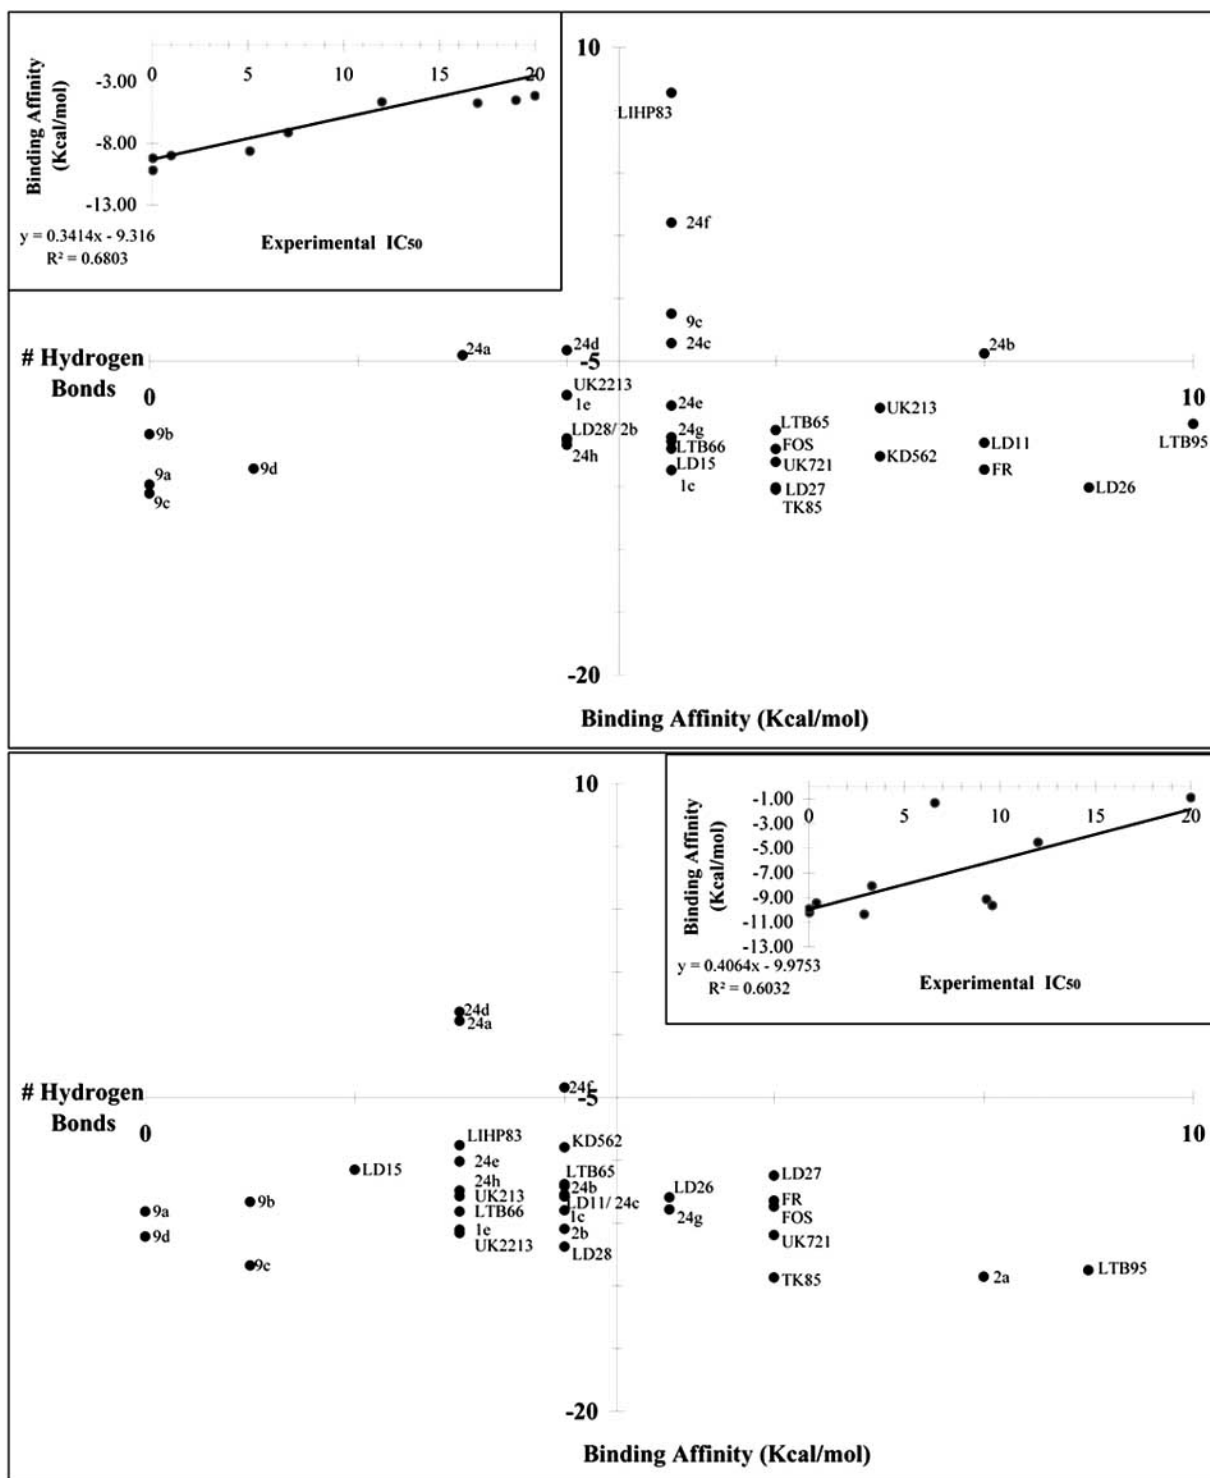 0 5 10 15 20
-3.00
-8.00
-13.00
Binding Affinity
(Kcal/mol)
y = 0.3414x - 9.316
R² = 0.6803
Experimental IC50
10
LIHP83
24f
9c
24c
24a
24d
24b
# Hydrogen
Bonds
-5
0
10
UK2213
1e
24e
UK213
LTB95
9b
LD28/ 2b
24h
24g
LTB66
LTB65
FOS
LD11
9a
9d
LD15
UK721
KD562
FR
9c
1c
LD27
TK85
LD26
-20
Binding Affinity (Kcal/mol)
10
-1.00
-3.00
-5.00
-7.00
-9.00
-11.00
-13.00
0 5 10 15 20
Binding Affinity
(Kcal/mol)
y = 0.4064x - 9.9753
R² = 0.6032
Experimental IC50
24d
24a
24f
# Hydrogen
Bonds
-5
0
10
LIHP83
KD562
24e
LD15
LTB65
LD27
24h
24b
LD26
UK213
LD11/ 24c
FR
9b
9a
LTB66
1c
24g
FOS
9d
1e
2b
UK721
UK2213
LD28
9c
TK85
2a
LTB95
-20
Binding Affinity (Kcal/mol)